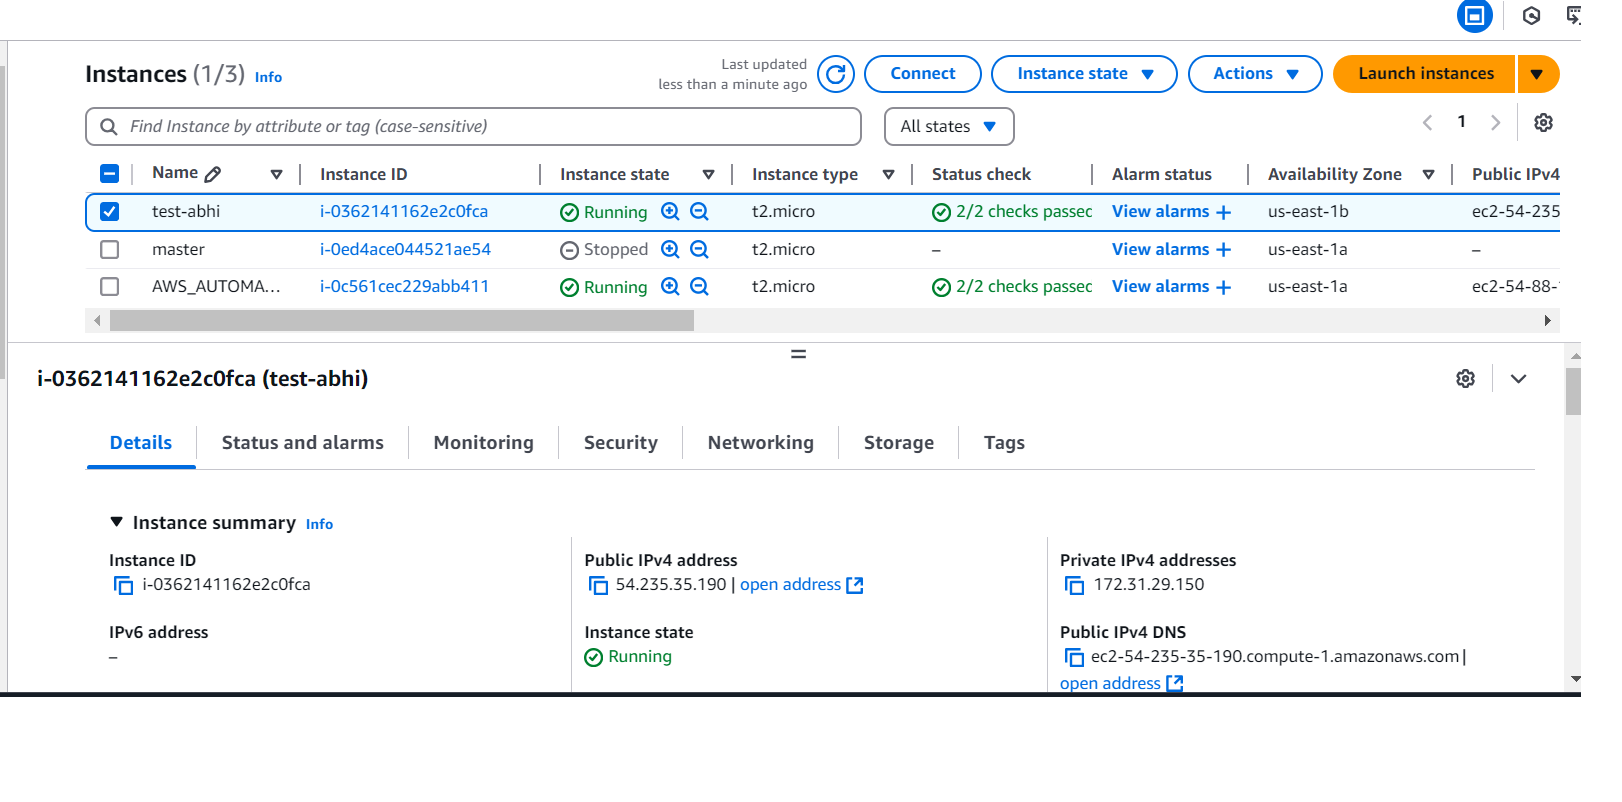 Instances (1/3) Info
Last updated
less than a minute ago
Connect
Instance state
Actions
Launch instances
Find Instance by attribute or tag (case-sensitive)
All states
1
Name Instance ID Instance state Instance type Status check Alarm status Availability Zone Public IPv4
test-abhi i-0362141162e2c0fca Running t2.micro 2/2 checks passed View alarms + us-east-1b ec2-54-235
master i-0ed4ace044521ae54 Stopped t2.micro – View alarms + us-east-1a –
AWS_AUTOMA... i-0c561cec229abb411 Running t2.micro 2/2 checks passed View alarms + us-east-1a ec2-54-88-
i-0362141162e2c0fca (test-abhi)
Details Status and alarms Monitoring Security Networking Storage Tags
Instance summary Info
Instance ID
i-0362141162e2c0fca
Public IPv4 address
54.235.35.190 | open address
Private IPv4 addresses
172.31.29.150
IPv6 address
–
Instance state
Running
Public IPv4 DNS
ec2-54-235-35-190.compute-1.amazonaws.com |
open address